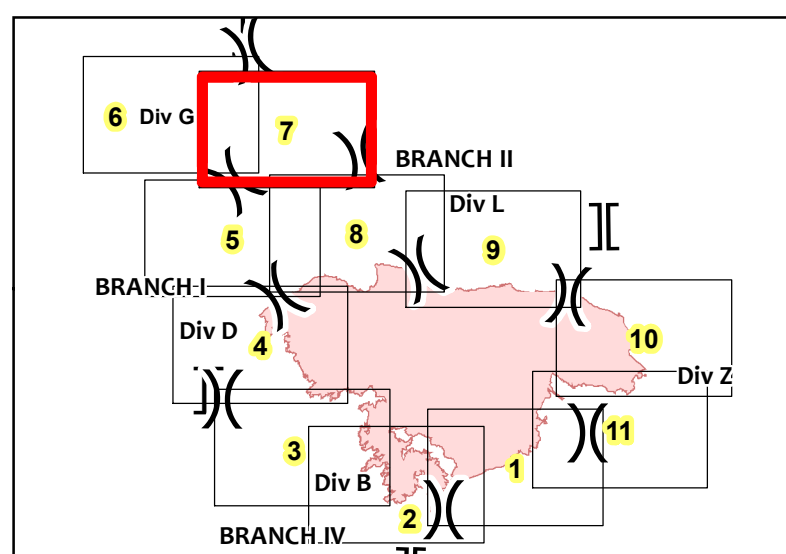 6
Div G
7
BRANCH II
Div L
5
8
9
BRANCH I
Div D
4
10
Div Z
3
11
1
Div B
2
BRANCH IV